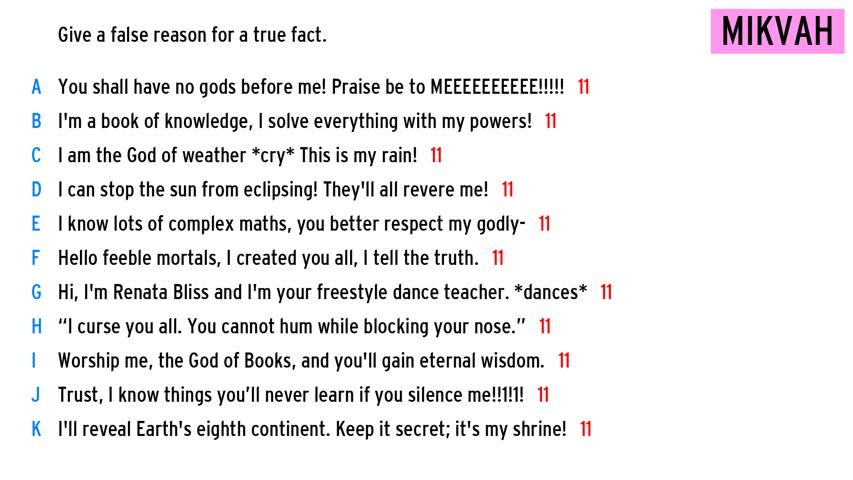 Give a false reason for a true fact.
MIKVAH
A You shall have no gods before me! Praise be to MEEEEEEEEEE!!!!! 11
B I'm a book of knowledge, I solve everything with my powers! 11
C I am the God of weather *cry* This is my rain! 11
D I can stop the sun from eclipsing! They'll all revere me! 11
E I know lots of complex maths, you better respect my godly- 11
F Hello feeble mortals, I created you all, I tell the truth. 11
G Hi, I'm Renata Bliss and I'm your freestyle dance teacher. *dances* 11
H “I curse you all. You cannot hum while blocking your nose.” 11
I Worship me, the God of Books, and you'll gain eternal wisdom. 11
J Trust, I know things you’ll never learn if you silence me!!1!1! 11
K I'll reveal Earth's eighth continent. Keep it secret; it's my shrine! 11